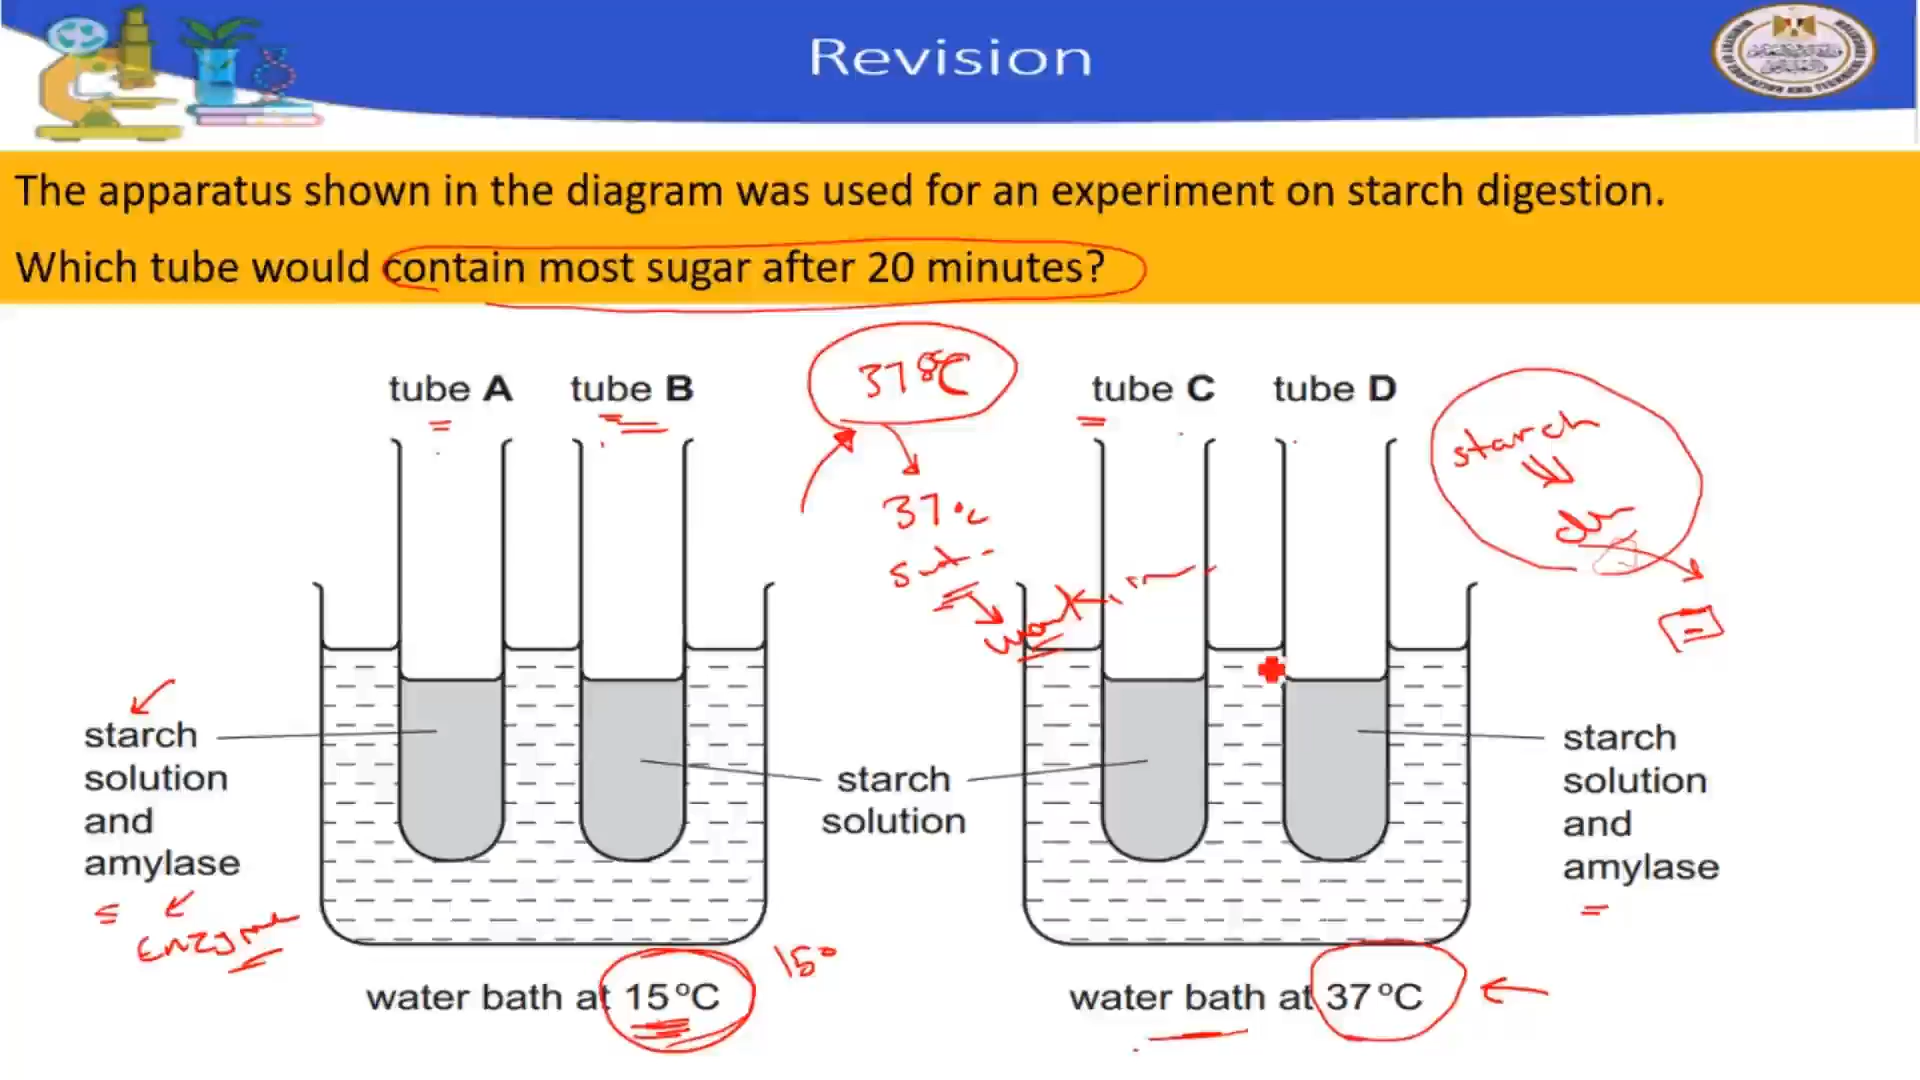 Revision
The apparatus shown in the diagram was used for an experiment on starch digestion.
Which tube would contain most sugar after 20 minutes?
tube A
tube B
37°C
tube C
tube D
starch
37°C
starch
solution
and
amylase
Enzyme
starch
solution
starch
solution
and
amylase
water bath at 15°C
15°
water bath at 37°C